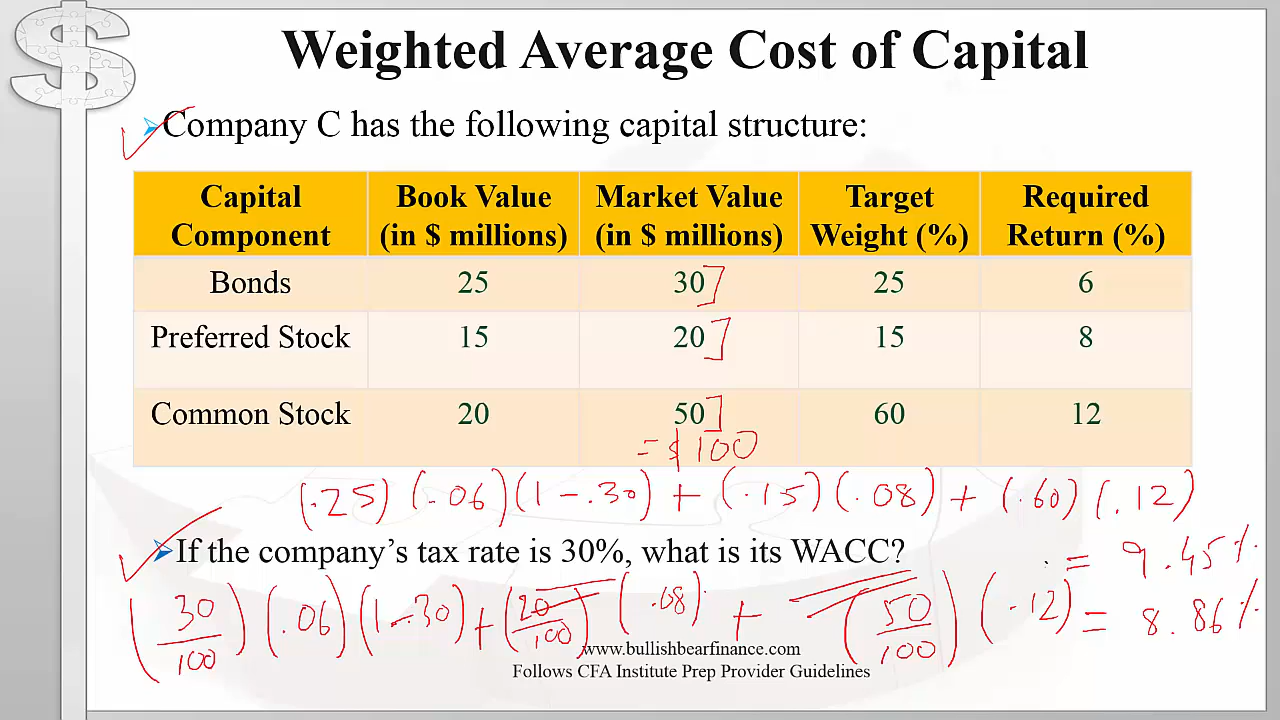 Weighted Average Cost of Capital
Company C has the following capital structure:
Capital Component Book Value (in $ millions) Market Value (in $ millions) Target Weight (%) Required Return (%)
Bonds 25 30 25 6
Preferred Stock 15 20 15 8
Common Stock 20 50 60 12
= $100
(.25) (.06) (1 - .30) + (.15) (.08) + (.60) (.12)
If the company's tax rate is 30%, what is its WACC?
= 9.45%
(30/100) (.06) (1 - .30) + (20/100) (.08) + (50/100) (.12) = 8.86%
www.bullishbearfinance.com
Follows CFA Institute Prep Provider Guidelines